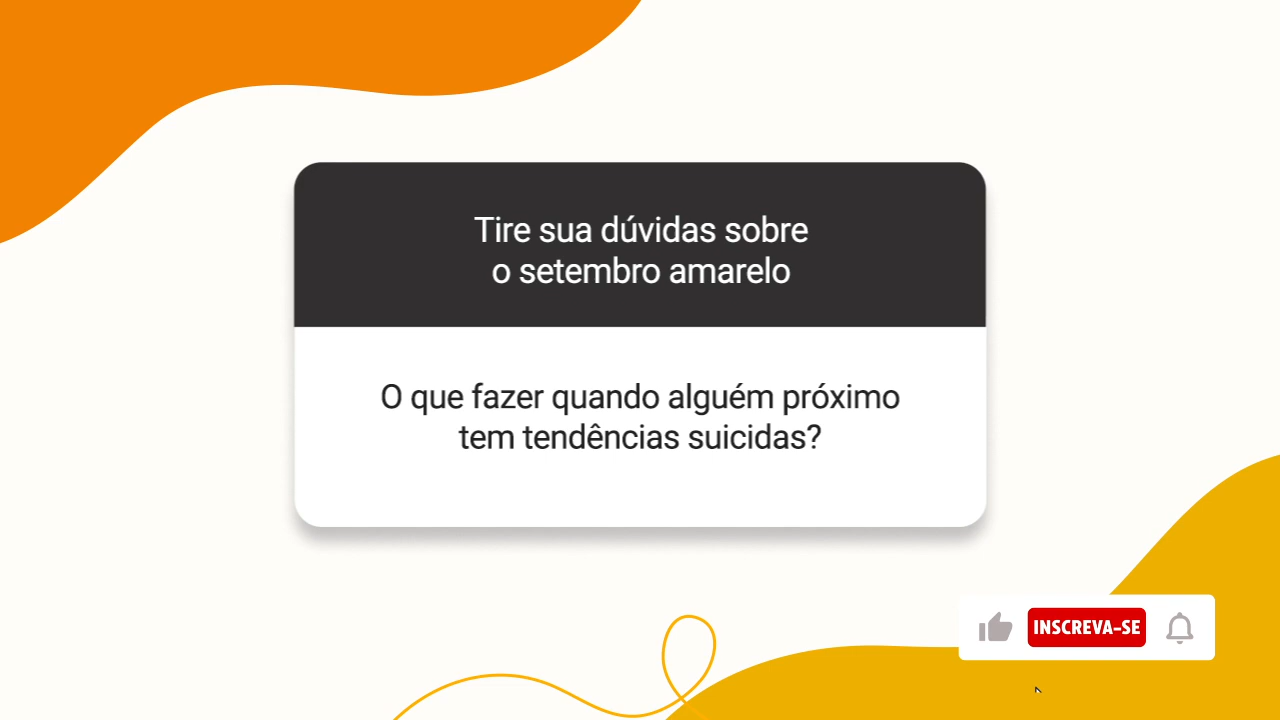 Tire sua dúvidas sobre
o setembro amarelo
O que fazer quando alguém próximo
tem tendências suicidas?
INSCREVA-SE